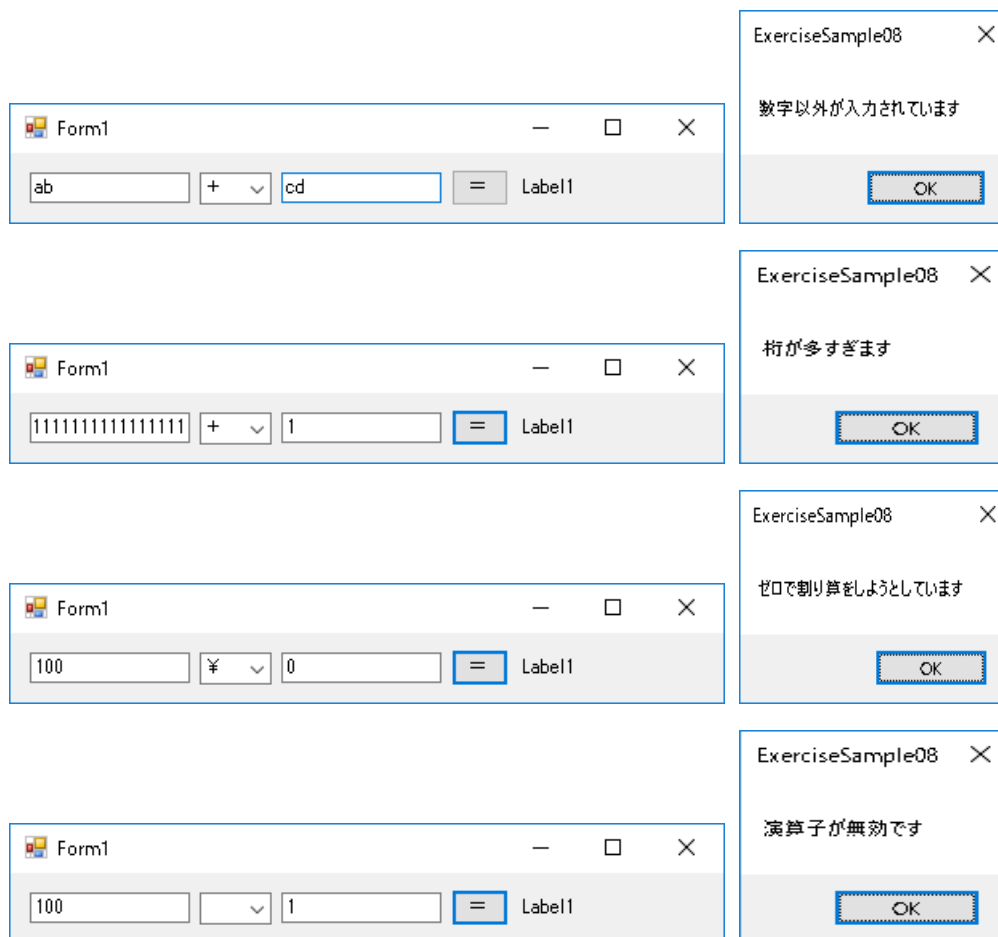 ExerciseSample08
数字以外が入力されています
OK
Form1
ab + cd = Label1
ExerciseSample08
桁が多すぎます
OK
Form1
1111111111111111 + 1 = Label1
ExerciseSample08
ゼロで割り算をしようとしています
OK
Form1
100 ¥ 0 = Label1
ExerciseSample08
演算子が無効です
OK
Form1
100 1 = Label1